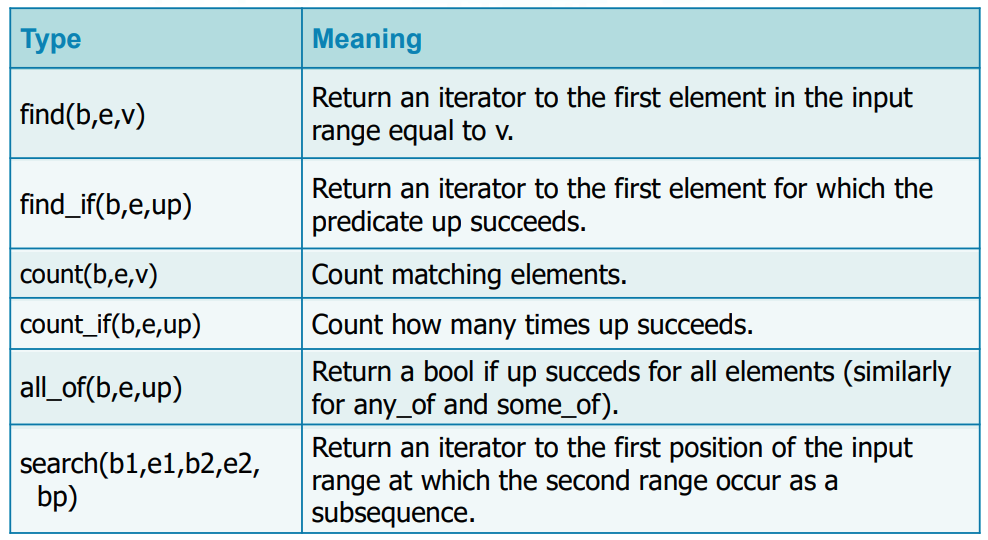 Type
Meaning
find(b,e,v)
Return an iterator to the first element in the input
range equal to v.
find_if(b,e,up)
Return an iterator to the first element for which the
predicate up succeeds.
count(b,e,v)
Count matching elements.
count_if(b,e,up)
Count how many times up succeeds.
all_of(b,e,up)
Return a bool if up succeds for all elements (similarly
for any_of and some_of).
search(b1,e1,b2,e2,
bp)
Return an iterator to the first position of the input
range at which the second range occur as a
subsequence.